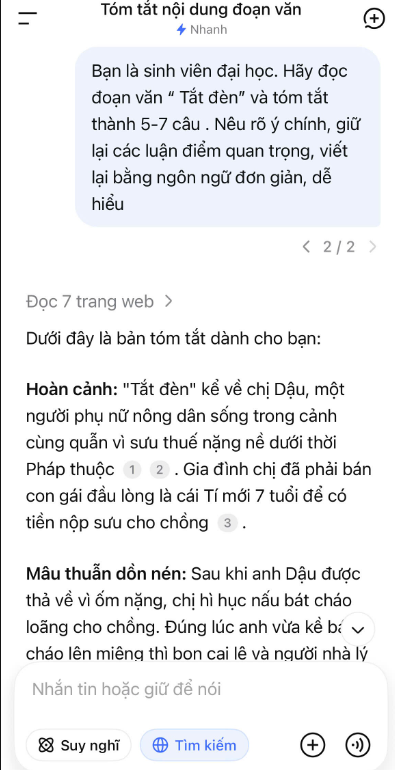 Tóm tắt nội dung đoạn văn
Nhanh
Bạn là sinh viên đại học. Hãy đọc
đoạn văn “ Tắt đèn” và tóm tắt
thành 5-7 câu . Nêu rõ ý chính, giữ
lại các luận điểm quan trọng, viết
lại bằng ngôn ngữ đơn giản, dễ
hiểu
2 / 2
Đọc 7 trang web
Dưới đây là bản tóm tắt dành cho bạn:
Hoàn cảnh: "Tắt đèn" kể về chị Dậu, một
người phụ nữ nông dân sống trong cảnh
cùng quẫn vì sưu thuế nặng nề dưới thời
Pháp thuộc 1 2 . Gia đình chị đã phải bán
con gái đầu lòng là cái Tí mới 7 tuổi để có
tiền nộp sưu cho chồng 3 .
Mâu thuẫn dồn nén: Sau khi anh Dậu được
thả về vì ốm nặng, chị hì hục nấu bát cháo
loãng cho chồng. Đúng lúc anh vừa kề
cháo lên miệng thì bọn cai lệ và người nhà lý
Nhắn tin hoặc giữ để nói
Suy nghĩ
Tìm kiếm